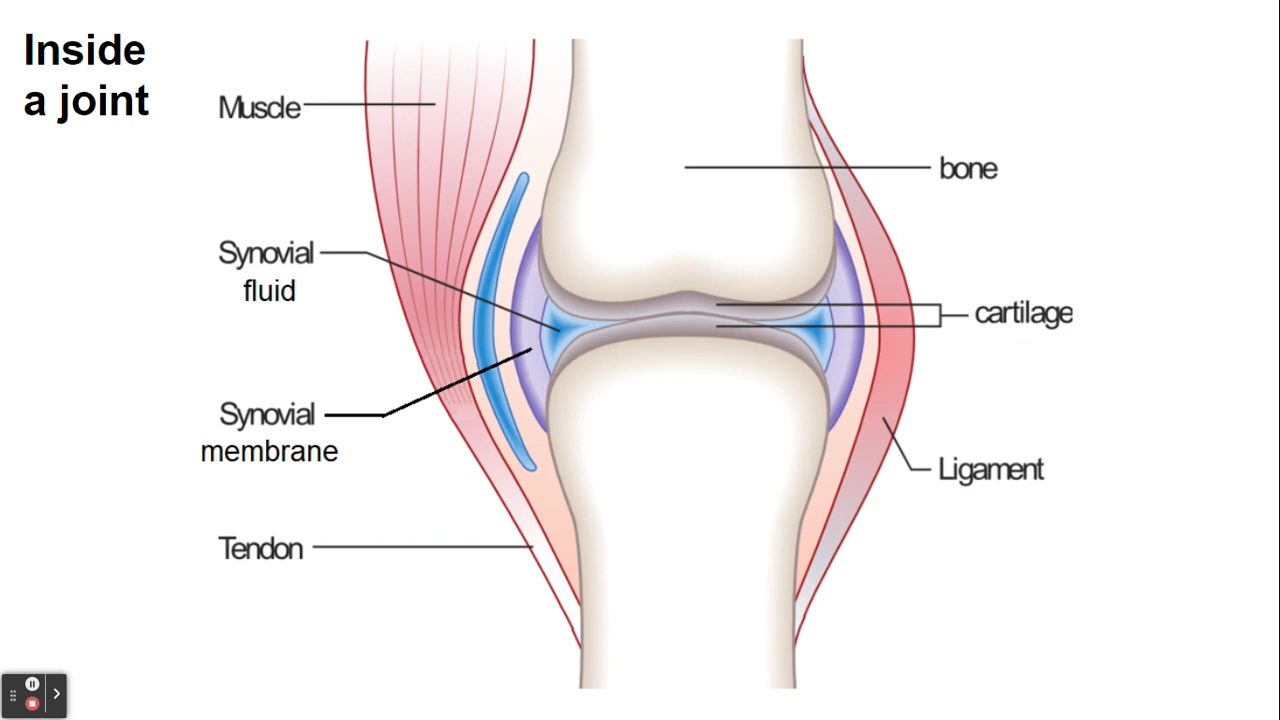 Inside
a joint
Muscle
bone
Synovial
fluid
cartilage
Synovial
membrane
Ligament
Tendon